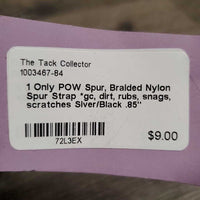 The Tack Collector
1003467-84
1 Only POW Spur, Braided Nylon
Spur Strap *gc, dirt, rubs, snags,
scratches Silver/Black .85"
72L3EX
$9.00